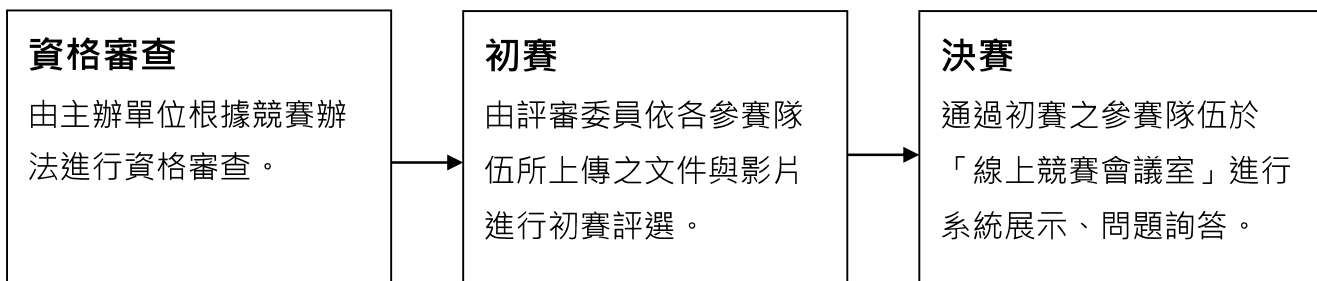 資格審查
由主辦單位根據競賽辦
法進行資格審查。
初賽
由評審委員依各參賽隊
伍所上傳之文件與影片
進行初賽評選。
決賽
通過初賽之參賽隊伍於
「線上競賽會議室」進行
系統展示、問題詢答。